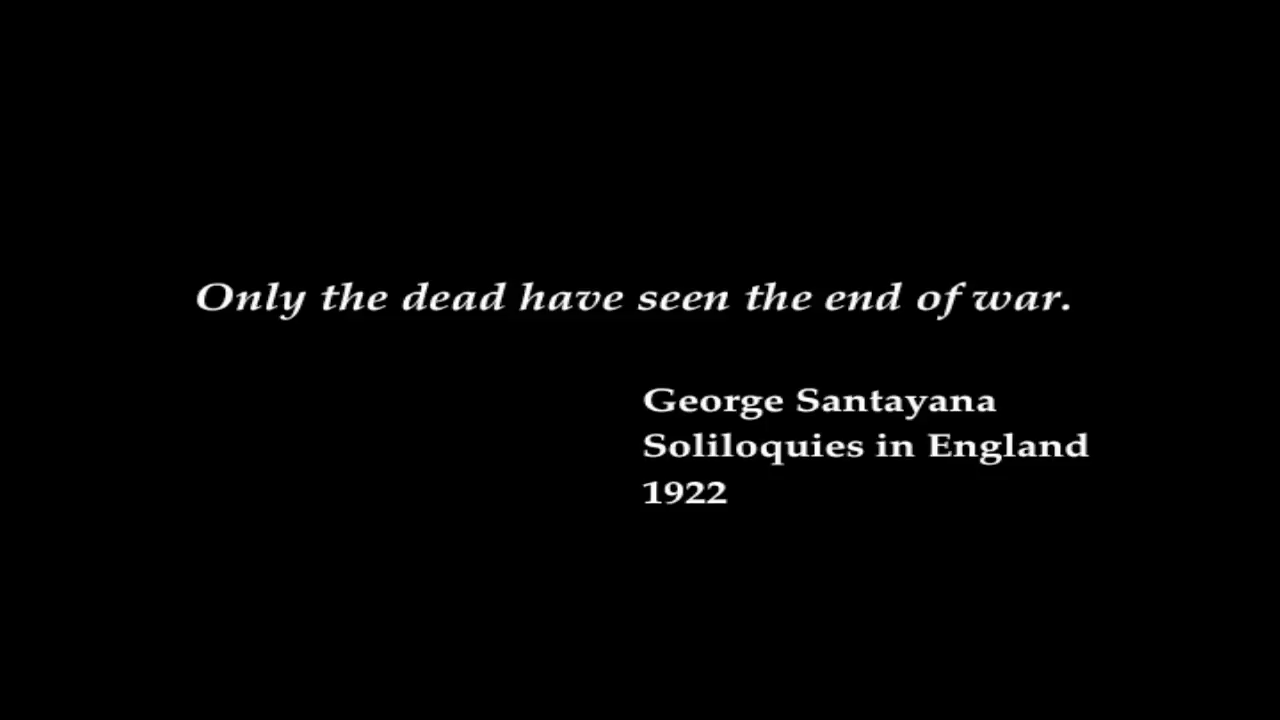 Only the dead have seen the end of war.
George Santayana
Soliloquies in England
1922